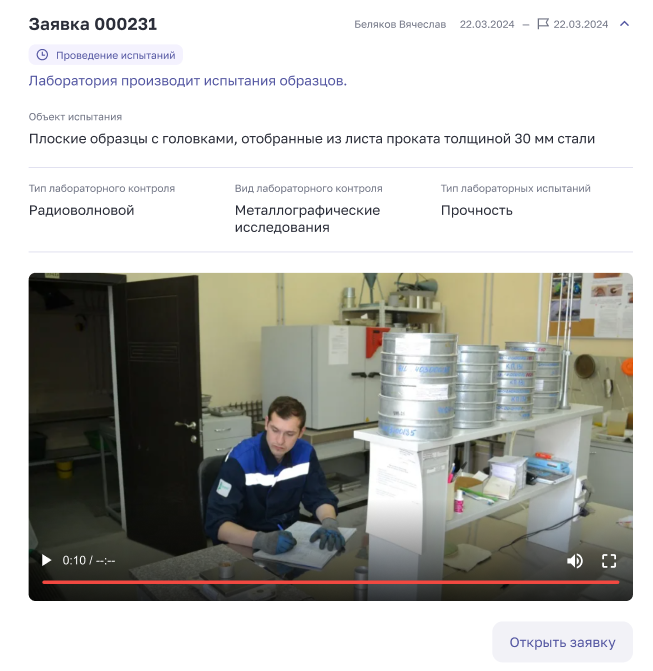 Заявка 000231
Беляков Вячеслав 22.03.2024 – 22.03.2024
Проведение испытаний
Лаборатория производит испытания образцов.
Объект испытания
Плоские образцы с головками, отобранные из листа проката толщиной 30 мм стали
Тип лабораторного контроля
Вид лабораторного контроля
Тип лабораторных испытаний
Радиоволновой
Металлографические
исследования
Прочность
0:10 / --:--
Открыть заявку